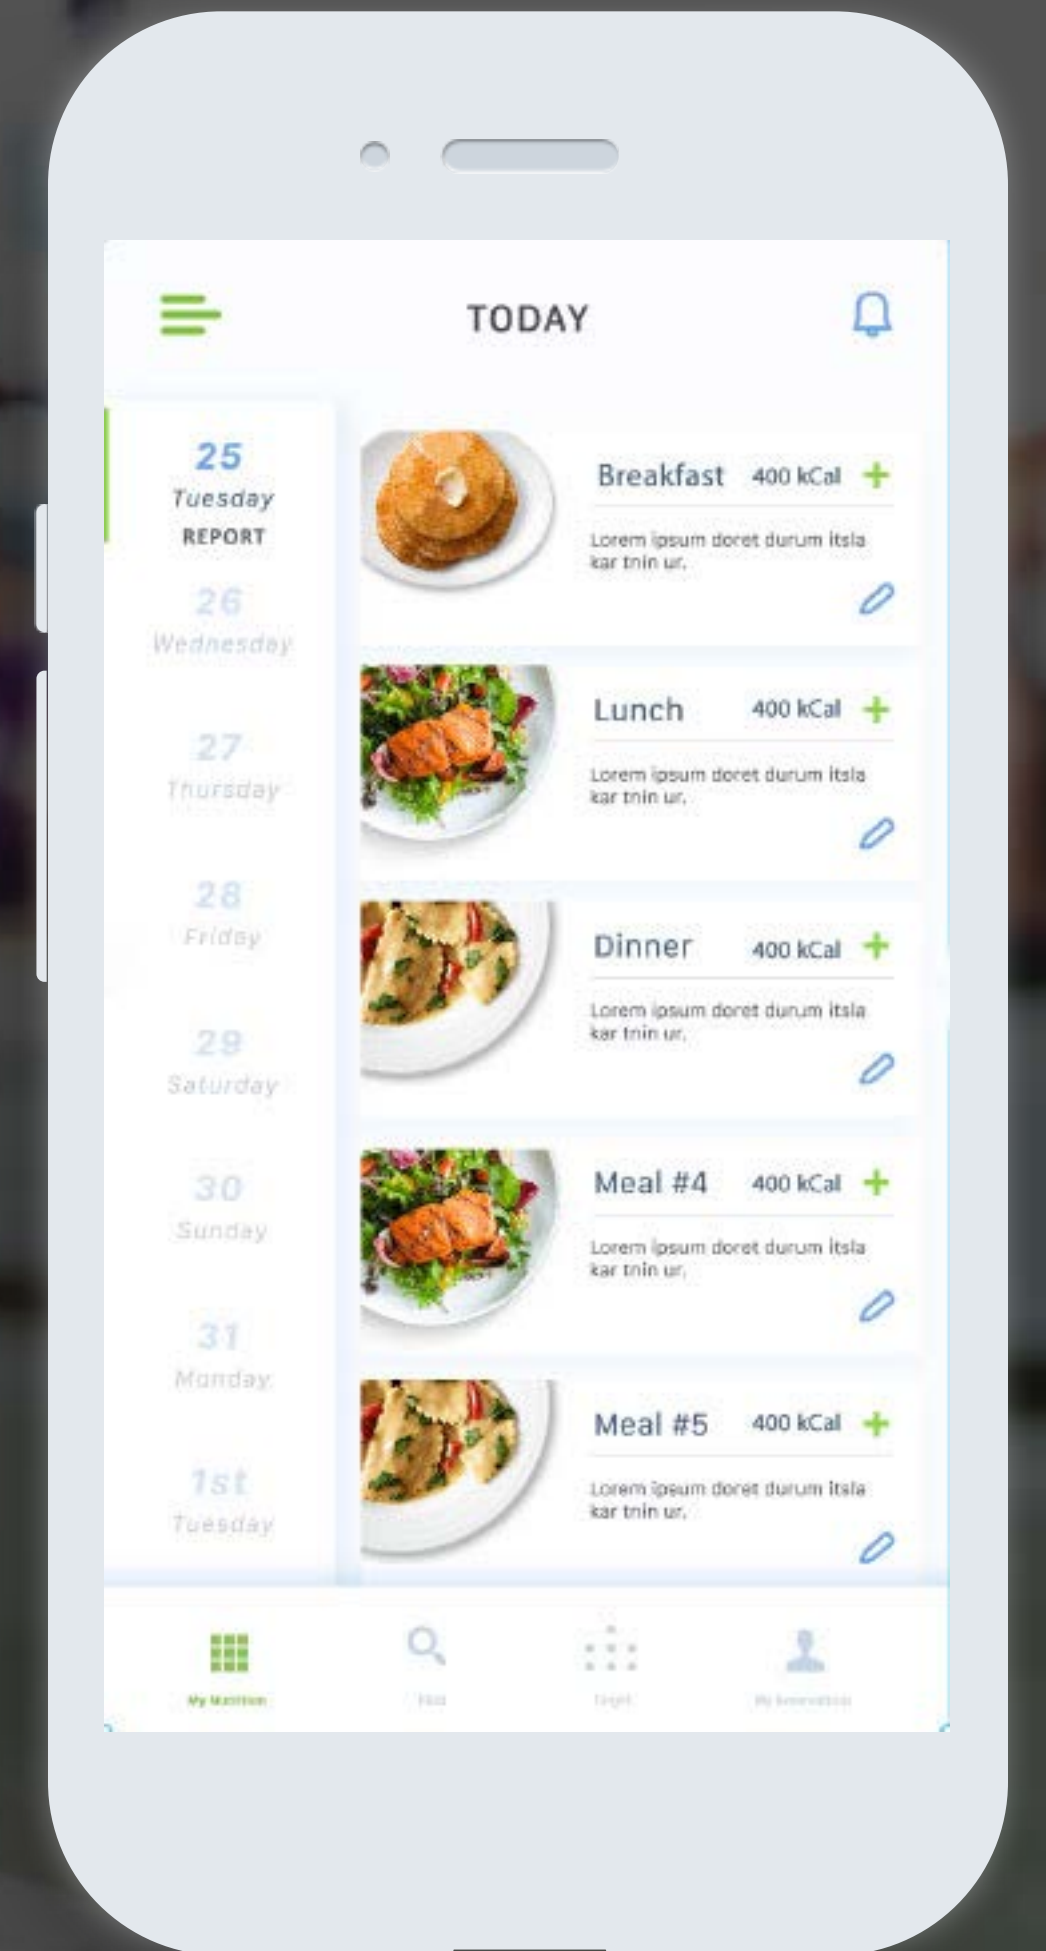 TODAY
25
Tuesday
REPORT
26
Wednesday
27
Thursday
28
Friday
29
Saturday
30
Sunday
31
Monday
1st
Tuesday
Breakfast 400 kCal
Lorem ipsum doret durum itsla
kar tnin ur.
Lunch 400 kCal
Lorem ipsum doret durum itsla
kar tnin ur.
Dinner 400 kCal
Lorem ipsum doret durum itsla
kar tnin ur.
Meal #4 400 kCal
Lorem ipsum doret durum itsla
kar tnin ur.
Meal #5 400 kCal
Lorem ipsum doret durum itsla
kar tnin ur.
My Nutrition